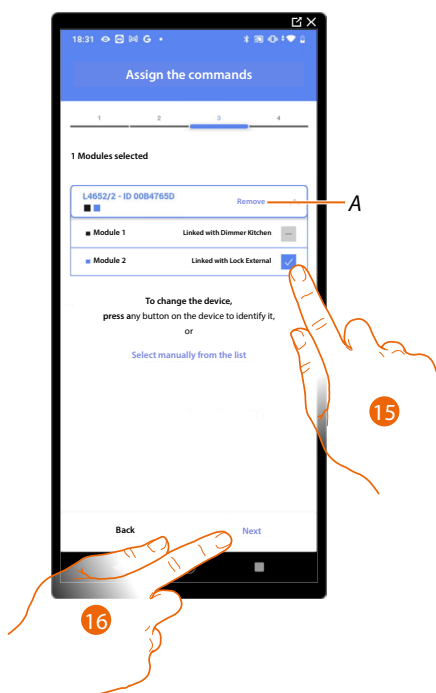 18:31 G
Assign the commands
1 2 3 4
1 Modules selected
L4652/2 - ID 00B4765D Remove A
Module 1 Linked with Dimmer Kitchen
Module 2 Linked with Lock External
To change the device,
press any button on the device to identify it,
or
Select manually from the list
15
Back Next
16